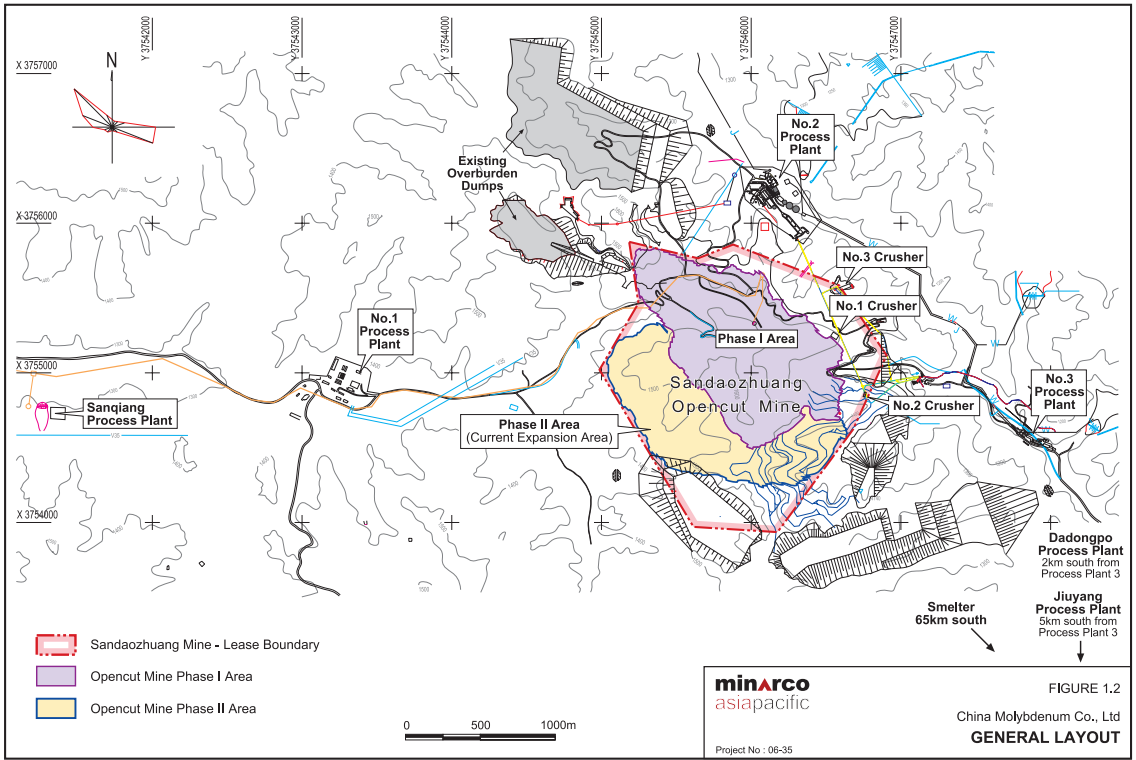 Y 37542000
Y 37543000
Y 37544000
Y 37545000
Y 37546000
Y 37547000
X 3757000
X 3756000
X 3755000
X 3754000
N
No.2
Process
Plant
Existing
Overburden
Dumps
No.3 Crusher
No.1 Crusher
No.1
Process
Plant
Phase I Area
Sandaozhuang
Opencut Mine
No.3
Process
Plant
No.2 Crusher
Sanqiang
Process Plant
Phase II Area
(Current Expansion Area)
Dadongpo
Process Plant
2km south from
Process Plant 3
Jiuyang
Process Plant
5km south from
Process Plant 3
Smelter
65km south
Sandaozhuang Mine - Lease Boundary
Opencut Mine Phase I Area
Opencut Mine Phase II Area
0 500 1000m
minarco
asiapacific
Project No : 06-35
FIGURE 1.2
China Molybdenum Co., Ltd
GENERAL LAYOUT